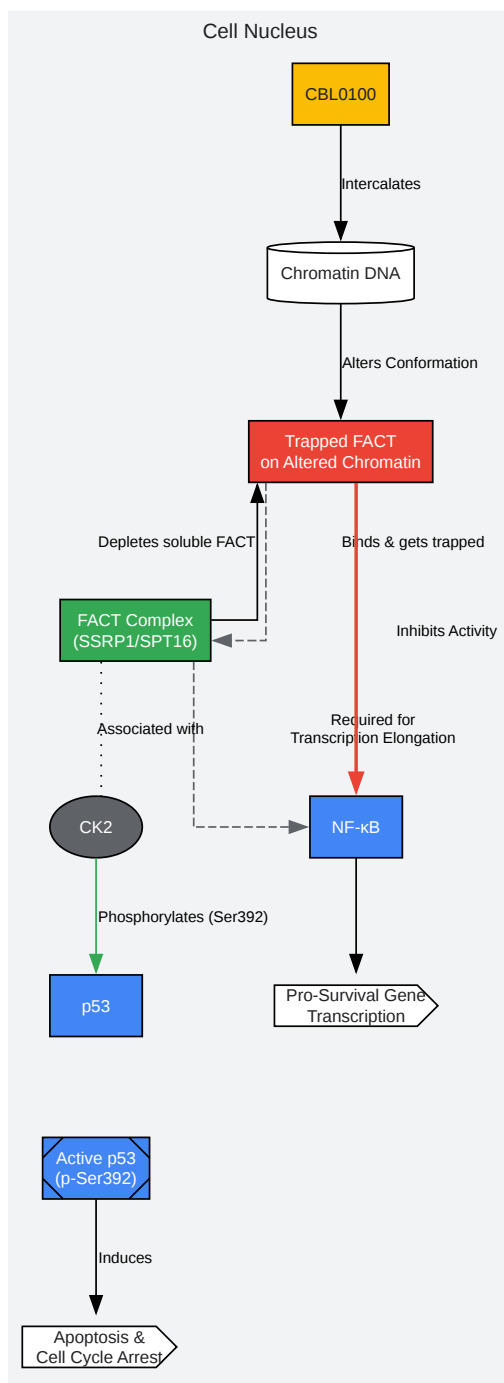 Cell Nucleus
CBL0100
Intercalates
Chromatin DNA
Alters Conformation
Trapped FACT
on Altered Chromatin
Depletes soluble FACT
Binds & gets trapped
FACT Complex
(SSRP1/SPT16)
Inhibits Activity
Associated with
Required for
Transcription Elongation
CK2
NF-κB
Phosphorylates (Ser392)
p53
Pro-Survival Gene
Transcription
Active p53
(p-Ser392)
Induces
Apoptosis &
Cell Cycle Arrest